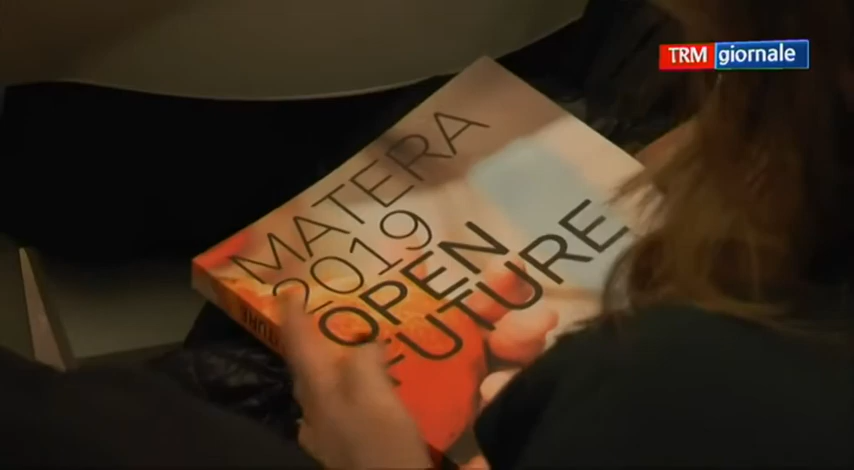 TRM giornale
MATERA
2019
OPEN
FUTURE